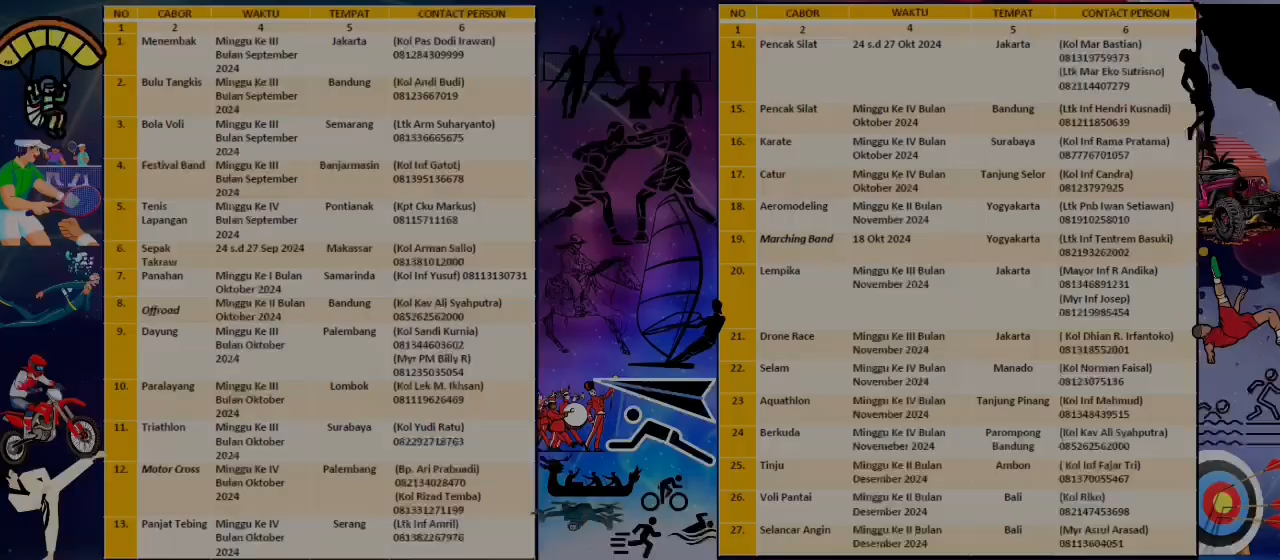 NO CABOR WAKTU TEMPAT CONTACT PERSON
1 2 4 5 6
1. Menembak Minggu Ke III Jakarta (Kol Pas Dodi Irawan)
Bulan September 081284309999
2024
2. Bulu Tangkis Minggu Ke III Bandung (Kol Andi Budi)
Bulan September 08123667019
2024
3. Bola Voli Minggu Ke III Semarang (Ltk Arm Suharyanto)
Bulan September 081336665675
2024
4. Festival Band Minggu Ke III Banjarmasin (Kol Inf Gatot)
Bulan September 081395136678
2024
5. Tenis Minggu Ke IV Pontianak (Kpt Cku Markus)
Lapangan Bulan September 08115711168
2024
6. Sepak 24 s.d 27 Sep 2024 Makassar (Kol Arman Sallo)
Takraw 081381012000
7. Panahan Minggu Ke I Bulan Samarinda (Kol Inf Yusuf) 08113130731
Oktober 2024
8. Offroad Minggu Ke II Bulan Bandung (Kol Kav Ali Syahputra)
Oktober 2024 085262562000
9. Dayung Minggu Ke III Palembang (Kol Sandi Kurnia)
Bulan Oktober 081344603602
2024 (Myr PM Billy R)
081235035054
10. Paralayang Minggu Ke III Lombok (Kol Lek M. Ikhsan)
Bulan Oktober 081119626469
2024
11. Triathlon Minggu Ke III Surabaya (Kol Yudi Ratu)
Bulan Oktober 082292718763
2024
12. Motor Cross Minggu Ke IV Palembang (Bp. Ari Prabuadi)
Bulan Oktober 082134028470
2024 (Kol Rizad Temba)
081331271199
13. Panjat Tebing Minggu Ke IV Serang (Ltk Inf Amril)
Bulan Oktober 081382267976
2024
NO CABOR WAKTU TEMPAT CONTACT PERSON
1 2 4 5 6
14. Pencak Silat 24 s.d 27 Okt 2024 Jakarta (Kol Mar Bastian)
081319759373
(Ltk Mar Eko Sutrisno)
082114407279
15. Pencak Silat Minggu Ke IV Bulan Bandung (Ltk Inf Hendri Kusnadi)
Oktober 2024 081211850639
16. Karate Minggu Ke IV Bulan Surabaya (Kol Inf Rama Pratama)
Oktober 2024 087776701057
17. Catur Minggu Ke IV Bulan Tanjung Selor (Kol Inf Candra)
Oktober 2024 08123797925
18. Aeromodeling Minggu Ke II Bulan Yogyakarta (Ltk Pnb Iwan Setiawan)
November 2024 081910258010
19. Marching Band 18 Okt 2024 Yogyakarta (Ltk Inf Tentrem Basuki)
082193262002
20. Lempika Minggu Ke III Bulan Jakarta (Mayor Inf R Andika)
November 2024 081346891231
(Myr Inf Josep)
081219985454
21. Drone Race Minggu Ke III Bulan Jakarta ( Kol Dhian R. Irfantoko)
November 2024 081318552001
22. Selam Minggu Ke III Bulan Manado (Kol Norman Faisal)
November 2024 08123075136
23 Aquathlon Minggu Ke IV Bulan Tanjung Pinang (Kol Inf Mahmud)
November 2024 081348439515
24 Berkuda Minggu Ke IV Bulan Parompong (Kol Kav Ali Syahputra)
Novemeber 2024 Bandung 085262562000
25. Tinju Minggu Ke II Bulan Ambon ( Kol Inf Fajar Tri)
Desember 2024 081370055467
26. Voli Pantai Minggu Ke II Bulan Bali (Kol Riko)
Desember 2024 082147453698
27. Selancar Angin Minggu Ke II Bulan Bali (Myr Asrul Arasad)
Desember 2024 08113604051